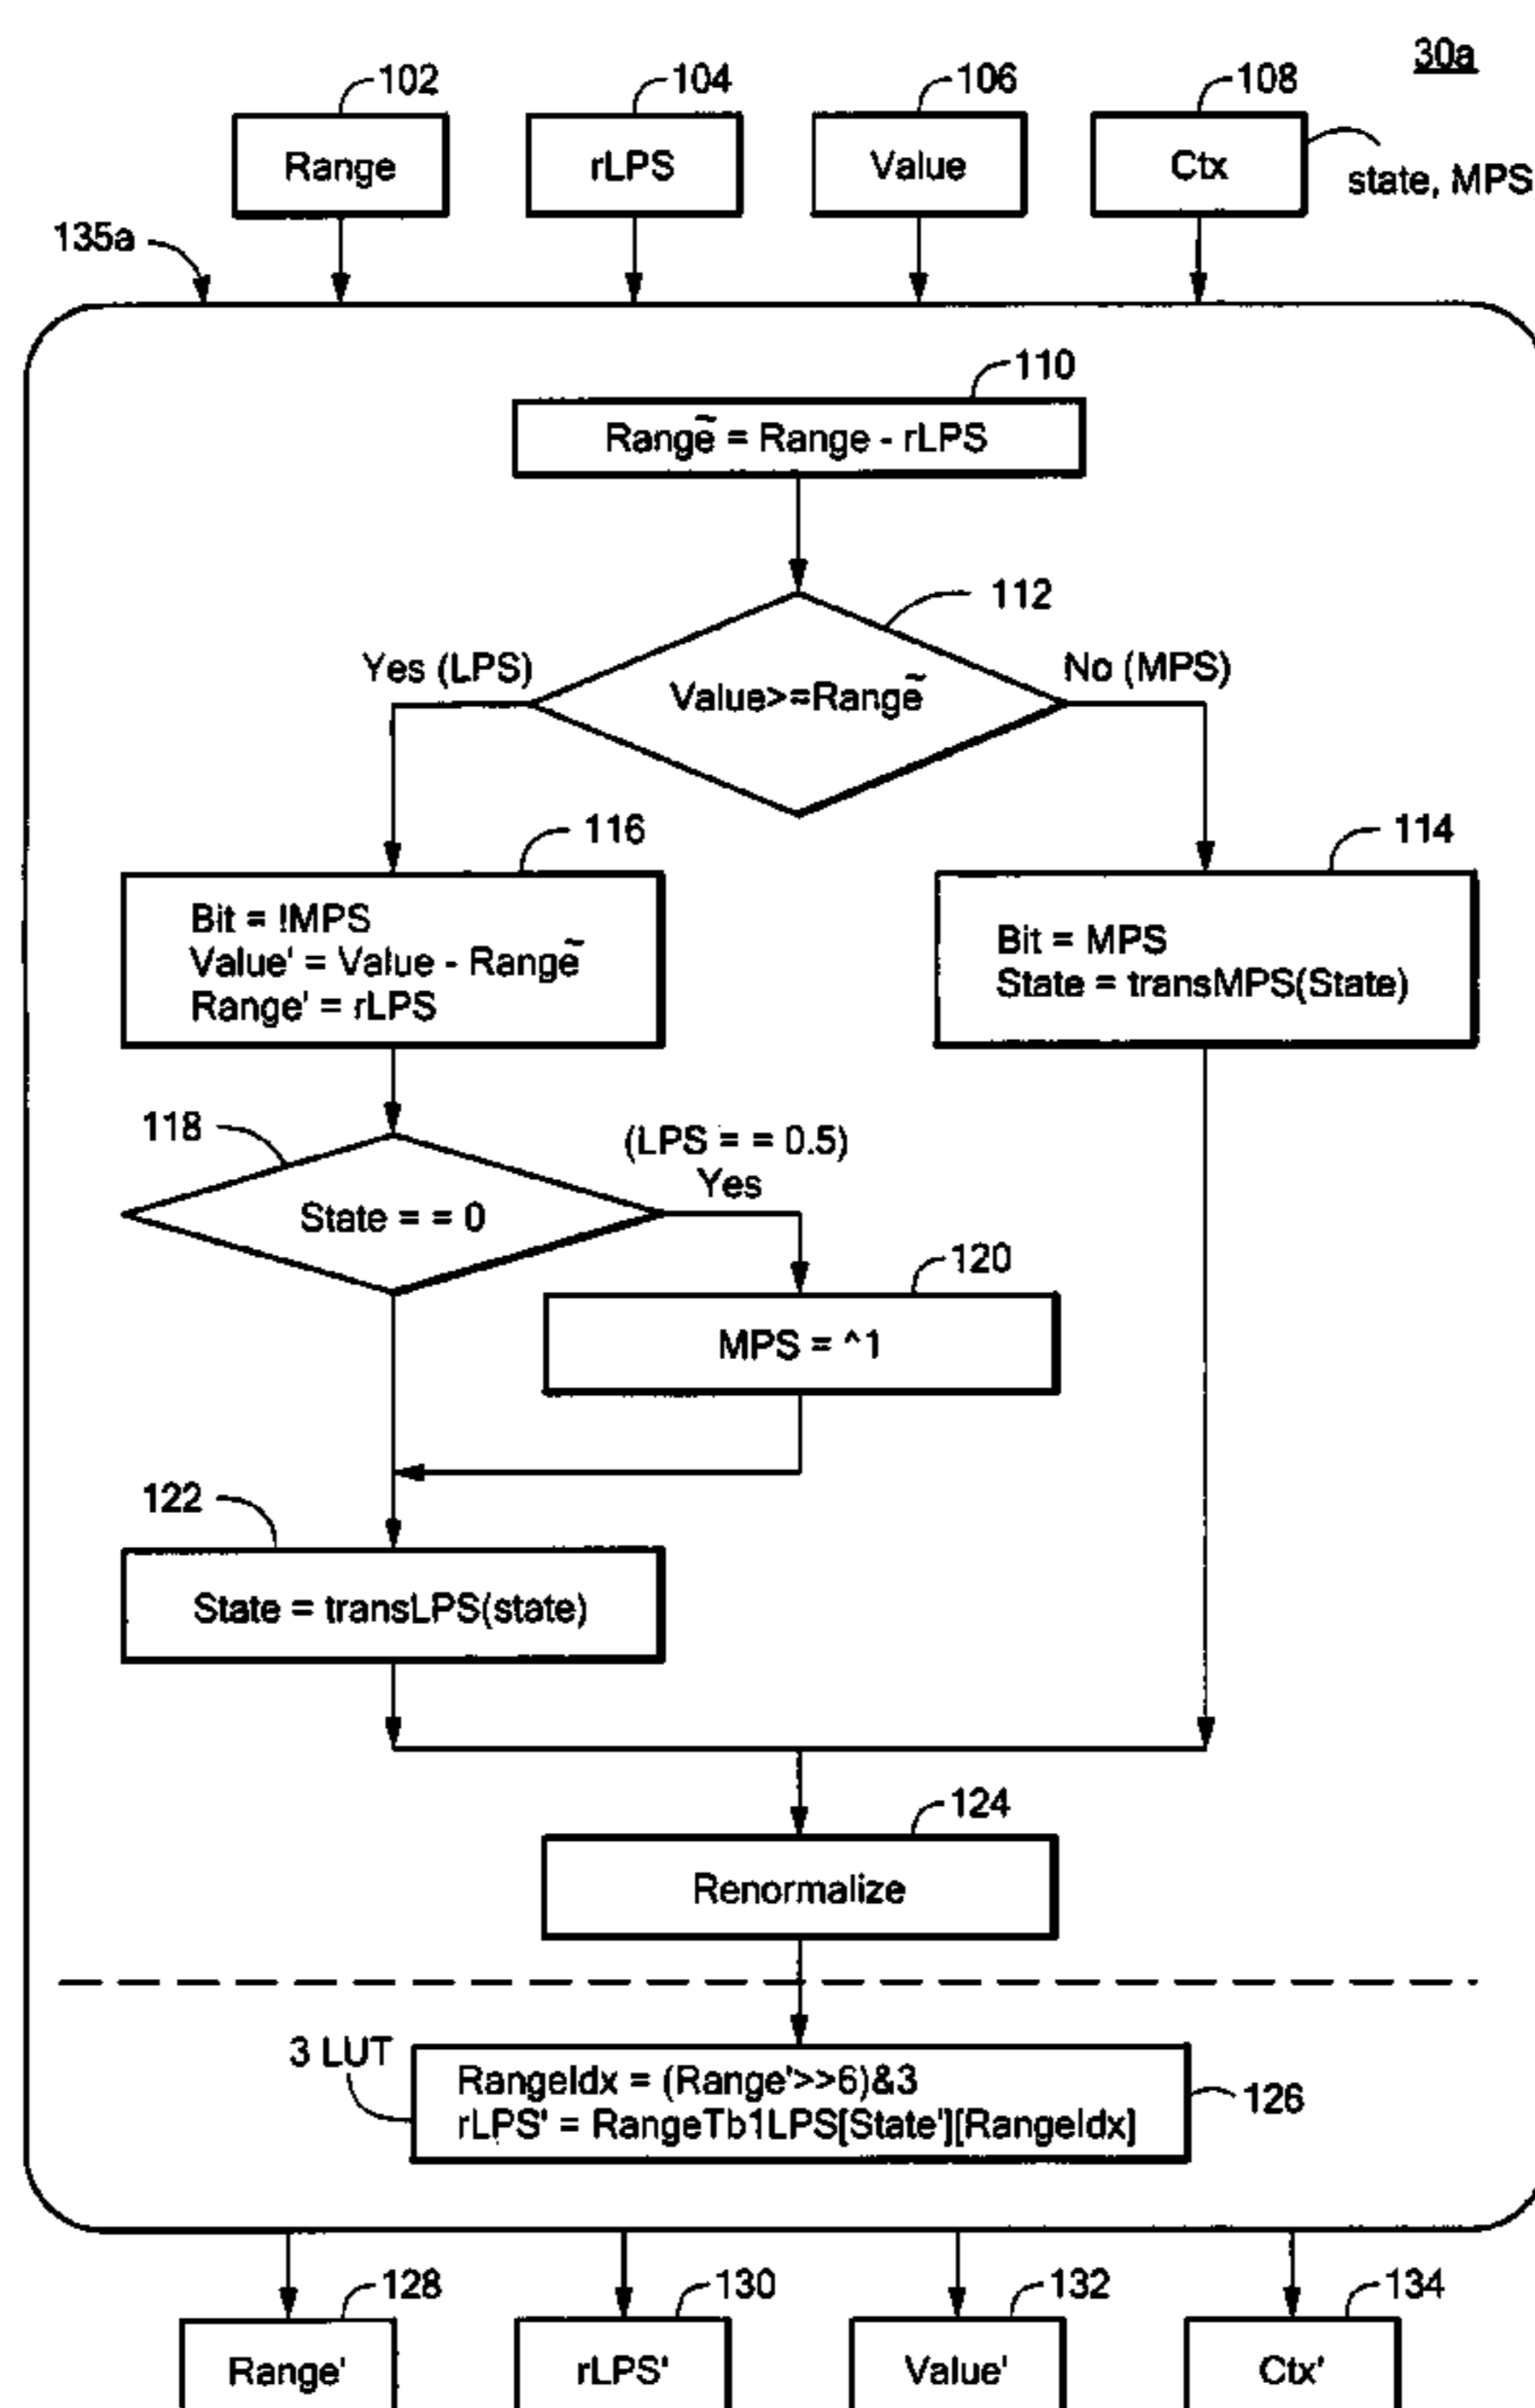 30a
102
104
106
108
Range
rLPS
Value
Ctx
state, MPS
135a
110
Rangẽ = Range - rLPS
112
Yes (LPS)
No (MPS)
Value>=Rangẽ
116
114
Bit = !MPS
Value' = Value - Rangẽ
Range' = rLPS
Bit = MPS
State = transMPS(State)
118
(LPS = = 0.5)
Yes
State = = 0
120
MPS = ^1
122
State = transLPS(state)
124
Renormalize
3 LUT
RangeIdx = (Range'>>6)&3
rLPS' = RangeTb1LPS[State'][RangeIdx]
126
128
130
132
134
Range'
rLPS'
Value'
Ctx'